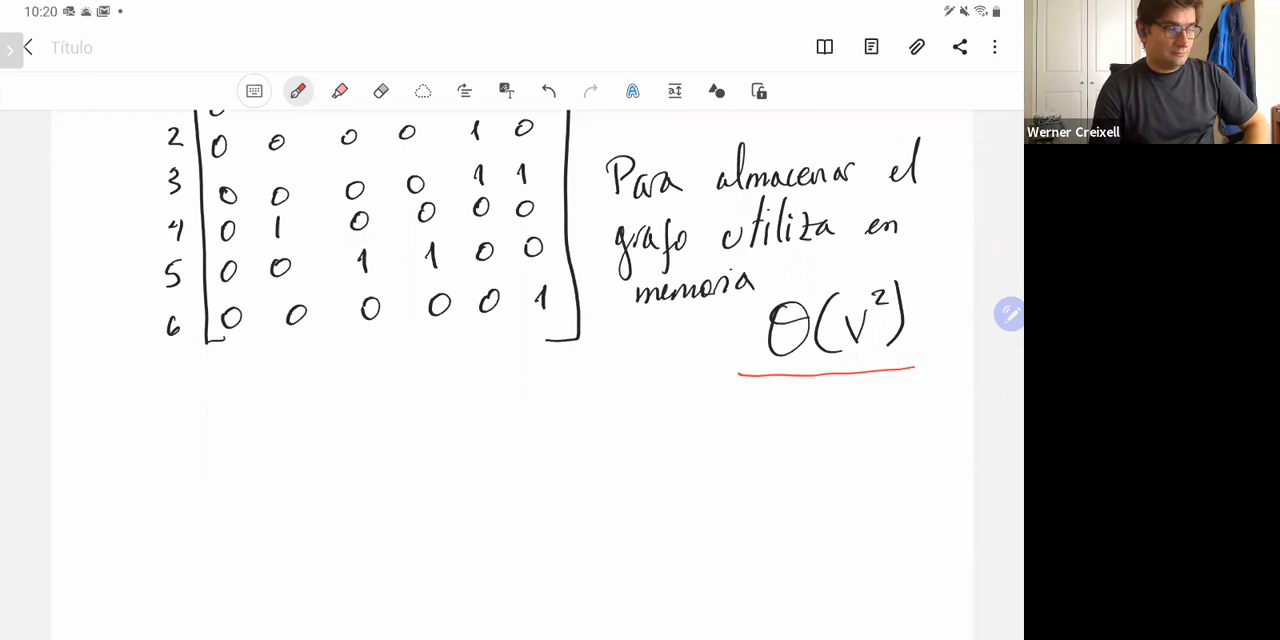 10:20
Título
2 0 0 0 0 1 0
3 0 0 0 0 1 1
4 0 1 0 0 0 0
5 0 0 1 1 0 0
6 0 0 0 0 0 1
Para almacenar el
grafo utiliza en
memoria
Θ(V²)
Werner Creixell